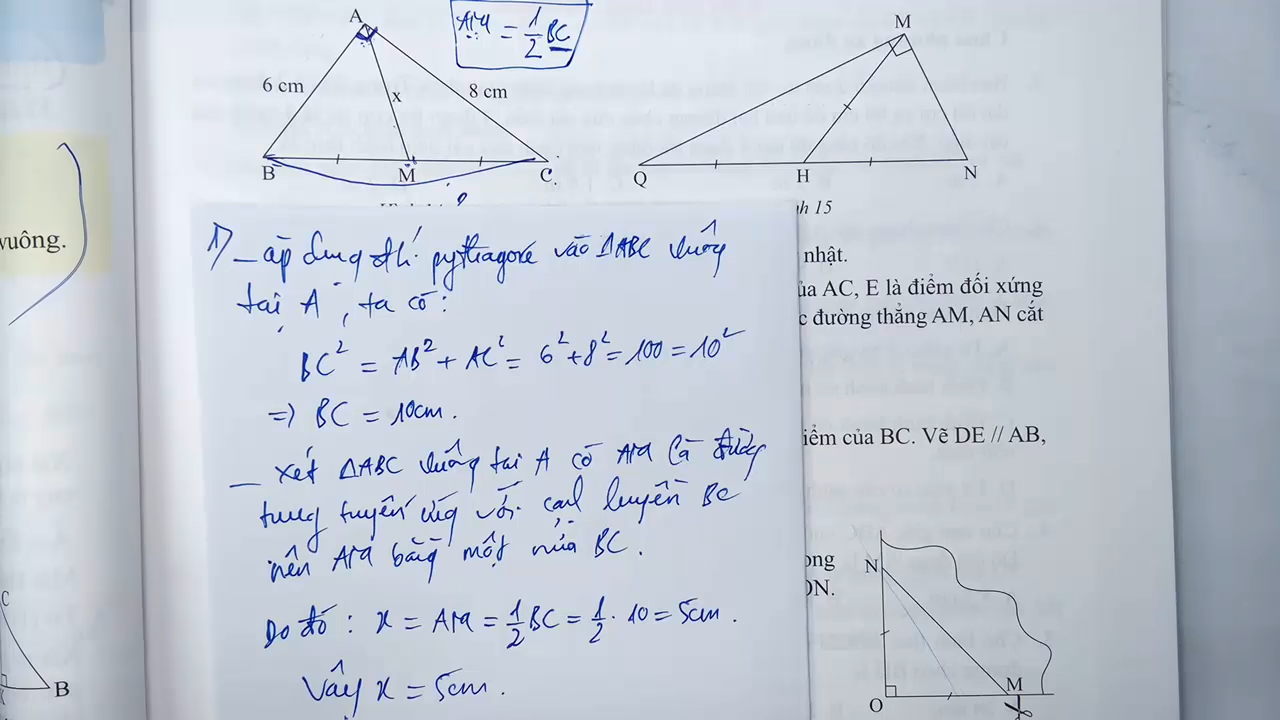 AM = 1/2 BC
A
6 cm
x
8 cm
B
M
C
M
Q
H
N
h 15
vuông.
nhật.
ủa AC, E là điểm đối xứng
c đường thẳng AM, AN cắt
iểm của BC. Vẽ DE // AB,
ong
ON.
N
O
M
C
B
1) - áp dụng đlí pythagore vào ΔABC vuông
tại A, ta có:
BC² = AB² + AC² = 6² + 8² = 100 = 10²
=> BC = 10cm.
- Xét ΔABC vuông tại A có AM là đường
trung tuyến ứng với cạnh huyền BC
nên AM bằng một nửa BC.
Do đó : x = AM = 1/2 BC = 1/2 · 10 = 5cm.
Vậy x = 5cm.